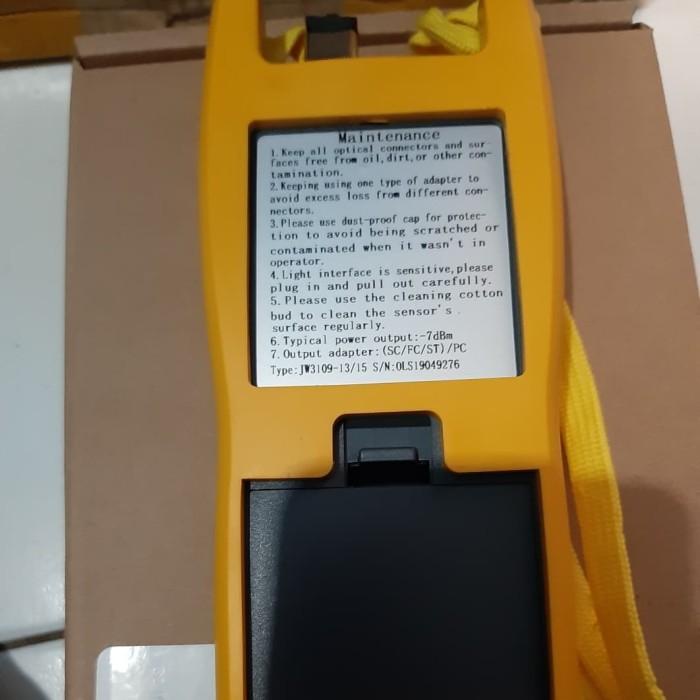 Maintenance
1.Keep all optical connectors and sur-
faces free from oil,dirt,or other con-
tamination.
2.Keeping using one type of adapter to
avoid excess loss from different con-
nectors.
3.Please use dust-proof cap for protec-
tion to avoid being scratched or
contaminated when it wasn't in
operator.
4.Light interface is sensitive,please
plug in and pull out carefully.
5.Please use the cleaning cotton
bud to clean the sensor's .
surface regularly.
6.Typical power output:-7dBm
7.Output adapter:(SC/FC/ST)/PC
Type:JW3109-13/15 S/N:OLS19049276